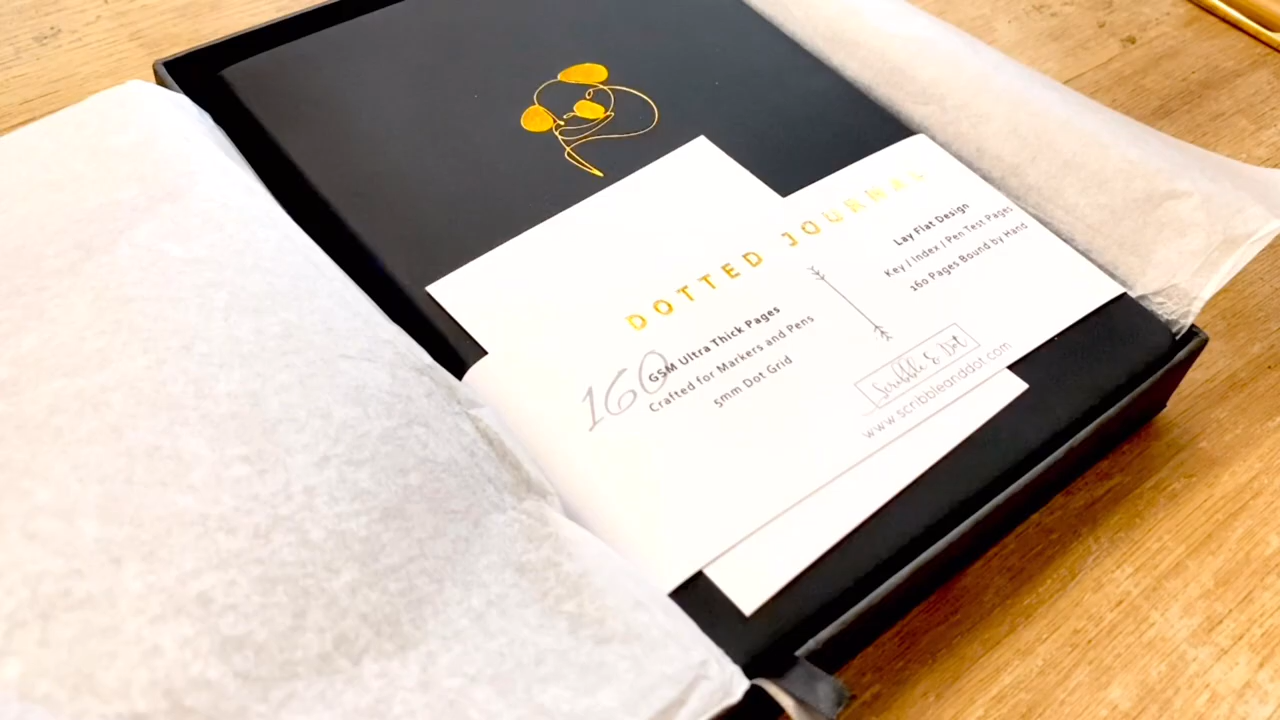 DOTTED JOURNAL
160
GSM Ultra Thick Pages
Crafted for Markers and Pens
5mm Dot Grid
Lay Flat Design
Key / Index / Pen Test Pages
160 Pages Bound by Hand
Scribble & Dot
www.scribbleanddot.com